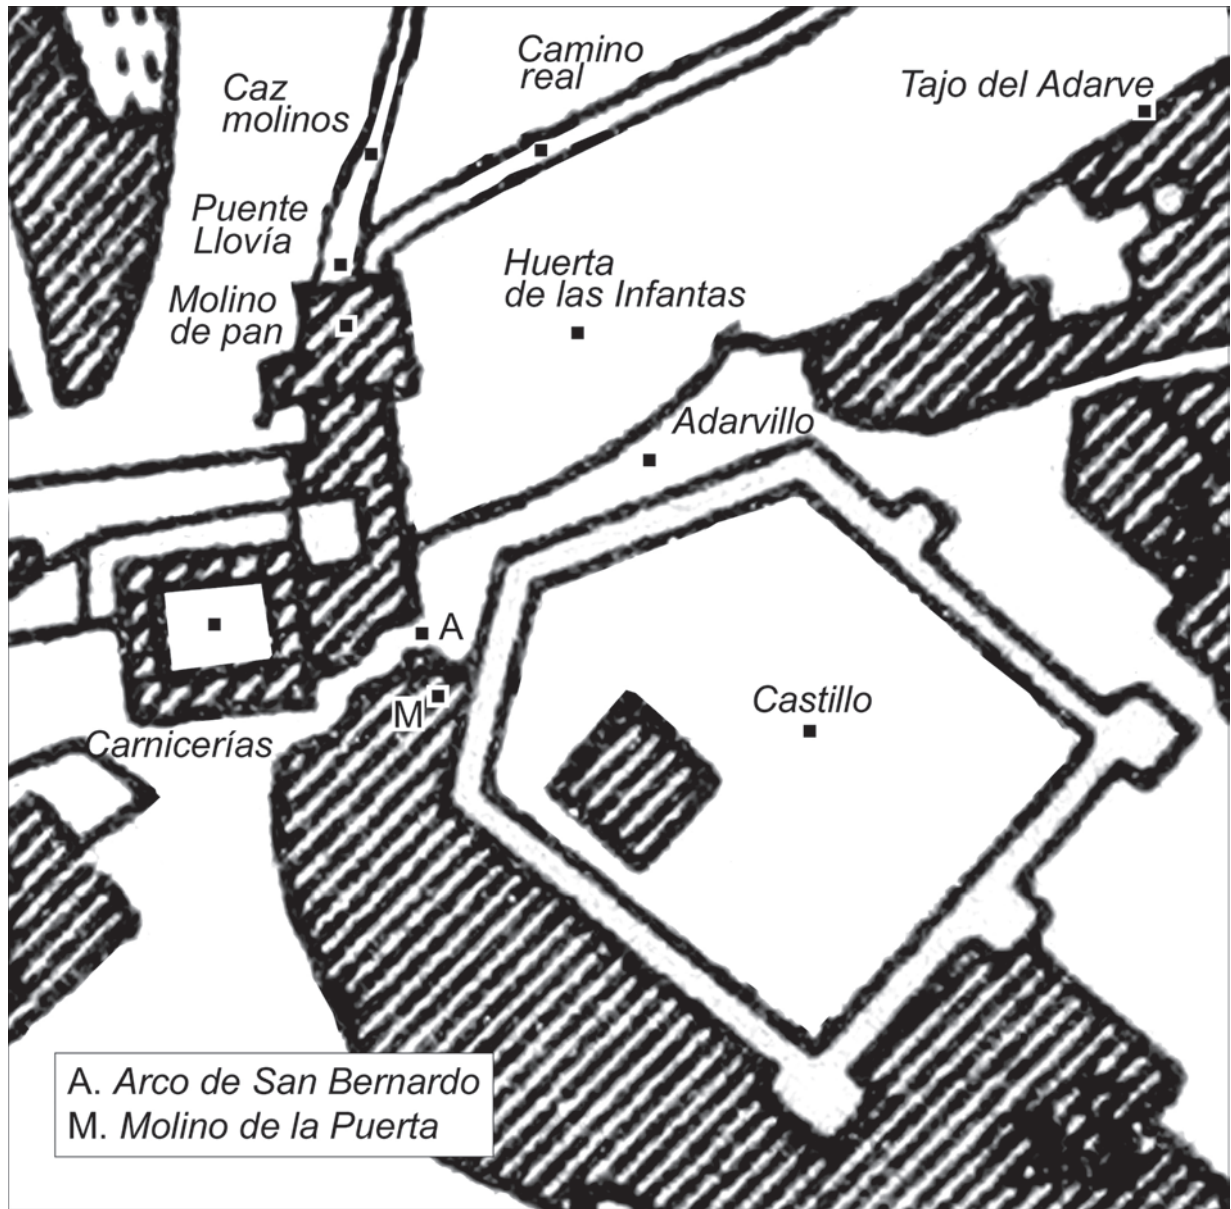 Camino
real
Tajo del Adarve
Caz
molinos
Puente
Llovía
Huerta
de las Infantas
Molino
de pan
Adarvillo
A
M
Castillo
Carnicerías
A. Arco de San Bernardo
M. Molino de la Puerta